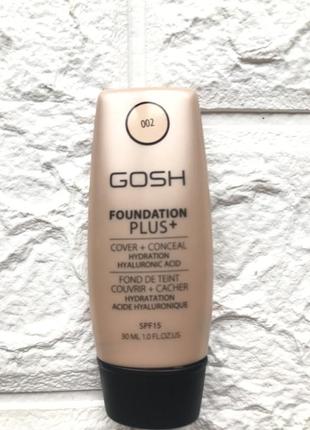 002
GOSH
FOUNDATION
PLUS+
COVER + CONCEAL
HYDRATION
HYALURONIC ACID
FOND DE TEINT
COUVRIR + CACHER
HYDRATATION
ACIDE HYALURONIQUE
SPF15
30 ML 1.0 FL.OZ.US